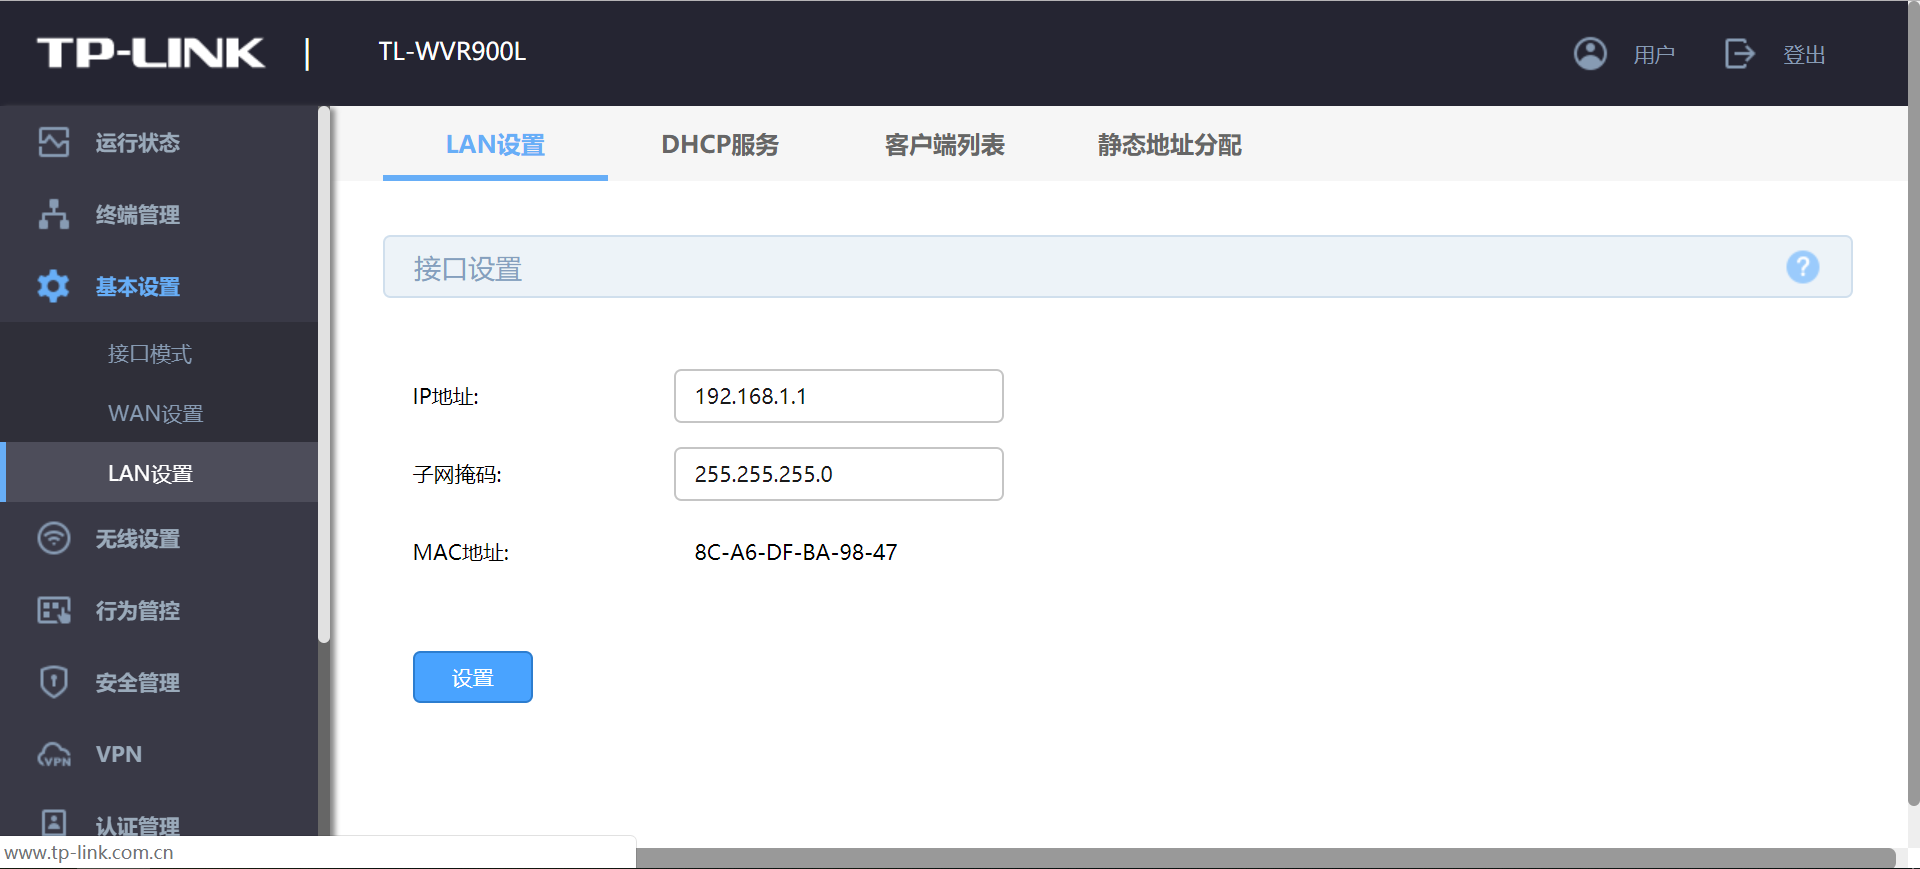 TP-LINK | TL-WVR900L 用户 登出
运行状态
终端管理
基本设置
接口模式
WAN设置
LAN设置
无线设置
行为管控
安全管理
VPN
认证管理
LAN设置 DHCP服务 客户端列表 静态地址分配
接口设置 ?
IP地址: 192.168.1.1
子网掩码: 255.255.255.0
MAC地址: 8C-A6-DF-BA-98-47
设置
www.tp-link.com.cn